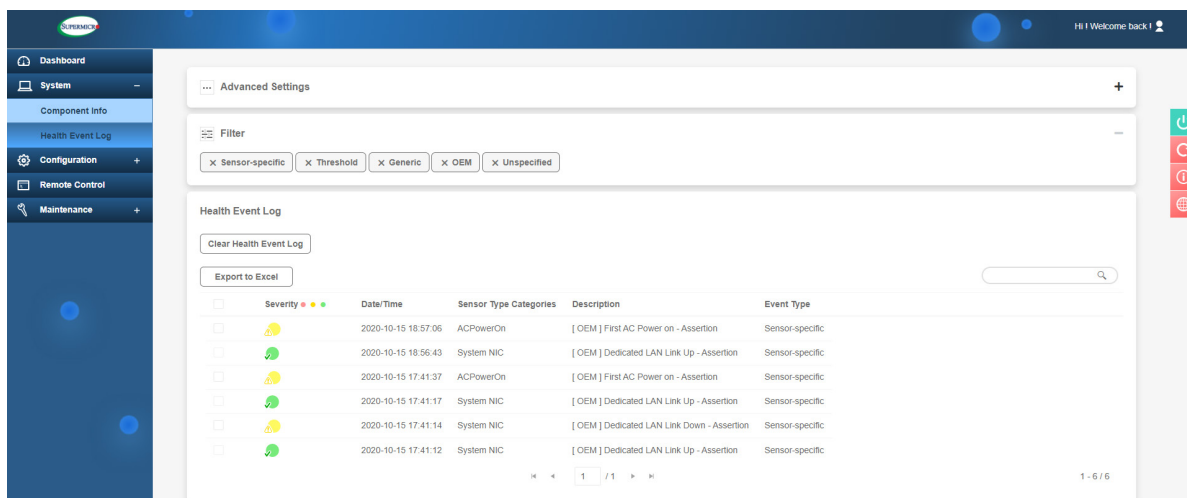 SUPERMICR
Hi ! Welcome back !
Dashboard
System −
Component Info
Health Event Log
Configuration +
Remote Control
Maintenance +
Advanced Settings +
Filter −
× Sensor-specific × Threshold × Generic × OEM × Unspecified
Health Event Log
Clear Health Event Log
Export to Excel
Severity Date/Time Sensor Type Categories Description Event Type
2020-10-15 18:57:06 ACPowerOn [ OEM ] First AC Power on - Assertion Sensor-specific
2020-10-15 18:56:43 System NIC [ OEM ] Dedicated LAN Link Up - Assertion Sensor-specific
2020-10-15 17:41:37 ACPowerOn [ OEM ] First AC Power on - Assertion Sensor-specific
2020-10-15 17:41:17 System NIC [ OEM ] Dedicated LAN Link Up - Assertion Sensor-specific
2020-10-15 17:41:14 System NIC [ OEM ] Dedicated LAN Link Down - Assertion Sensor-specific
2020-10-15 17:41:12 System NIC [ OEM ] Dedicated LAN Link Up - Assertion Sensor-specific
1 / 1 1 - 6 / 6